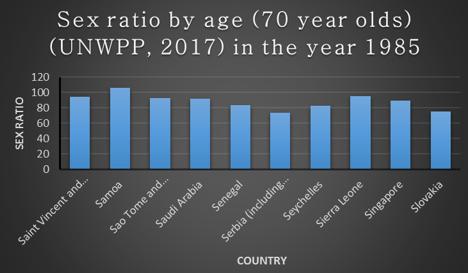 Sex ratio by age (70 year olds)
(UNWPP, 2017) in the year 1985
120
100
80
60
40
20
0
SEX RATIO
Saint Vincent and...
Samoa
Sao Tome and...
Saudi Arabia
Senegal
Serbia (including...
Seychelles
Sierra Leone
Singapore
Slovakia
COUNTRY